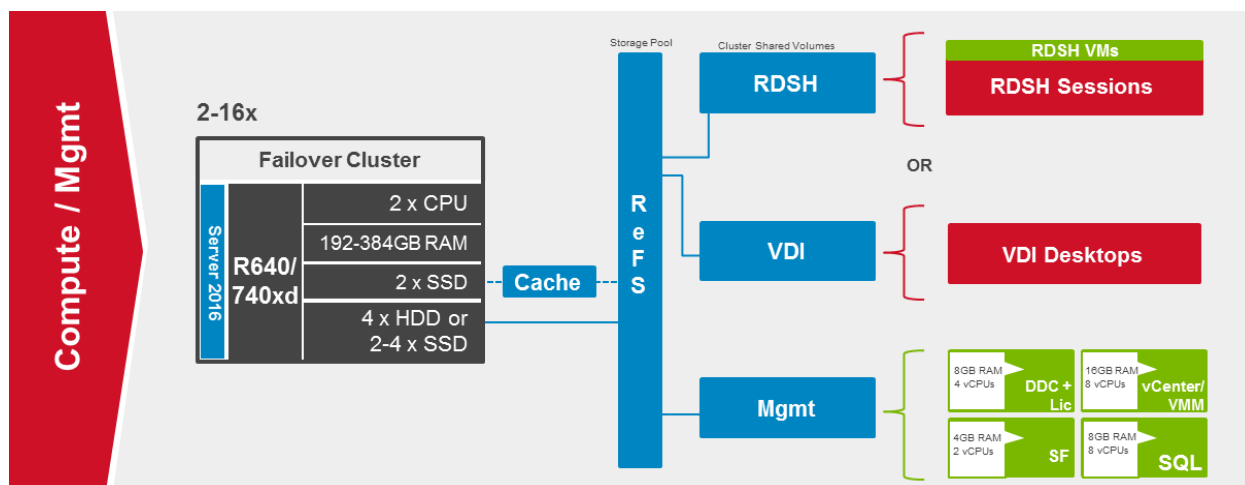 Compute / Mgmt
2-16x
Failover Cluster
Server 2016
R640/
740xd
2 x CPU
192-384GB RAM
2 x SSD
4 x HDD or
2-4 x SSD
Cache
Storage Pool
ReFS
Cluster Shared Volumes
RDSH
VDI
Mgmt
RDSH VMs
RDSH Sessions
OR
VDI Desktops
8GB RAM
4 vCPUs
DDC +
Lic
16GB RAM
8 vCPUs
vCenter/
VMM
4GB RAM
2 vCPUs
SF
8GB RAM
8 vCPUs
SQL